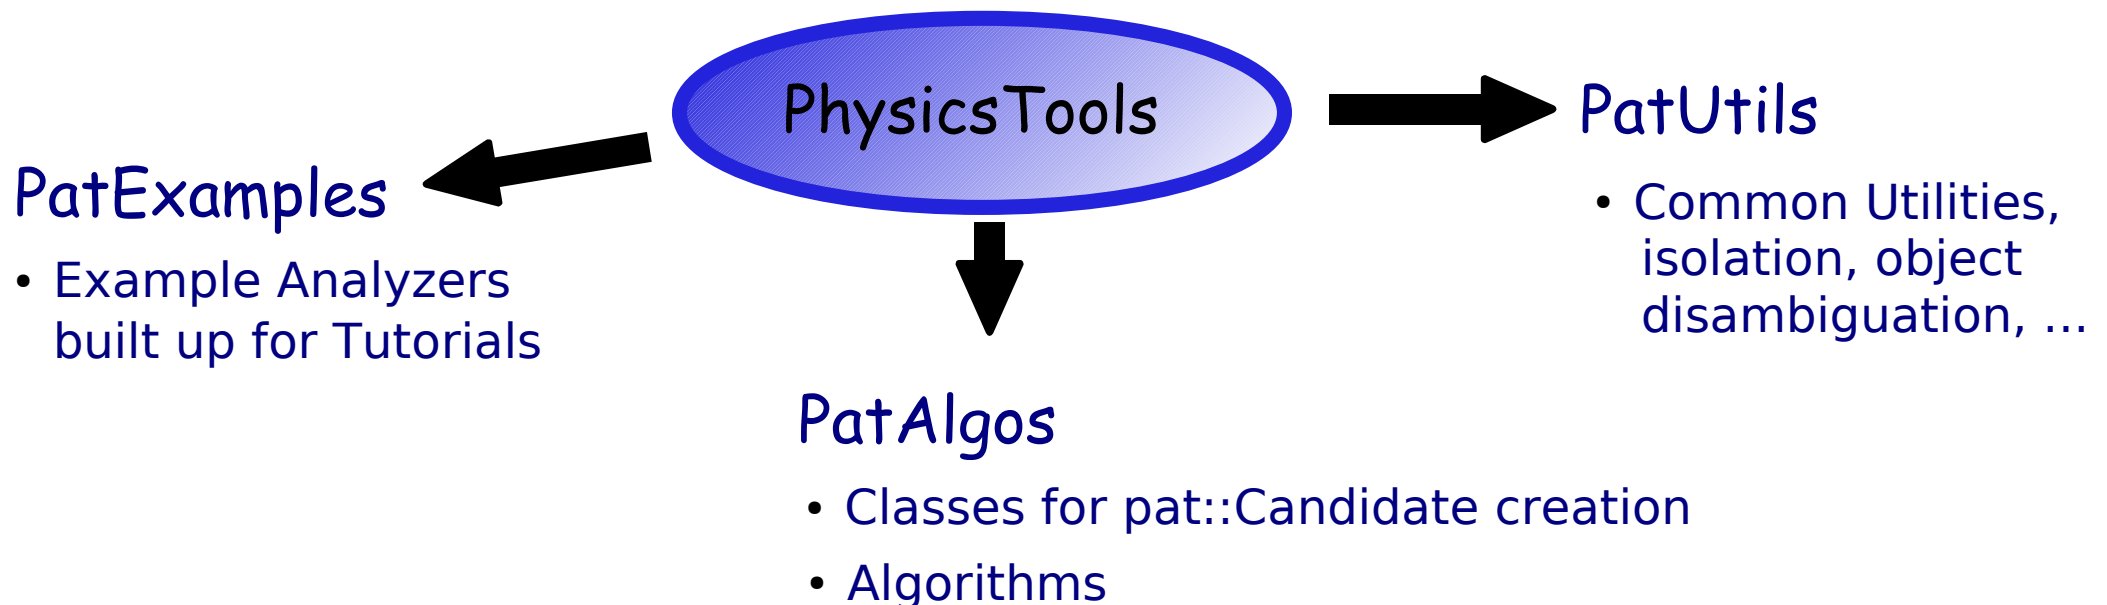 PhysicsTools
PatUtils
• Common Utilities,
isolation, object
disambiguation, ...
PatExamples
• Example Analyzers
built up for Tutorials
PatAlgos
• Classes for pat::Candidate creation
• Algorithms